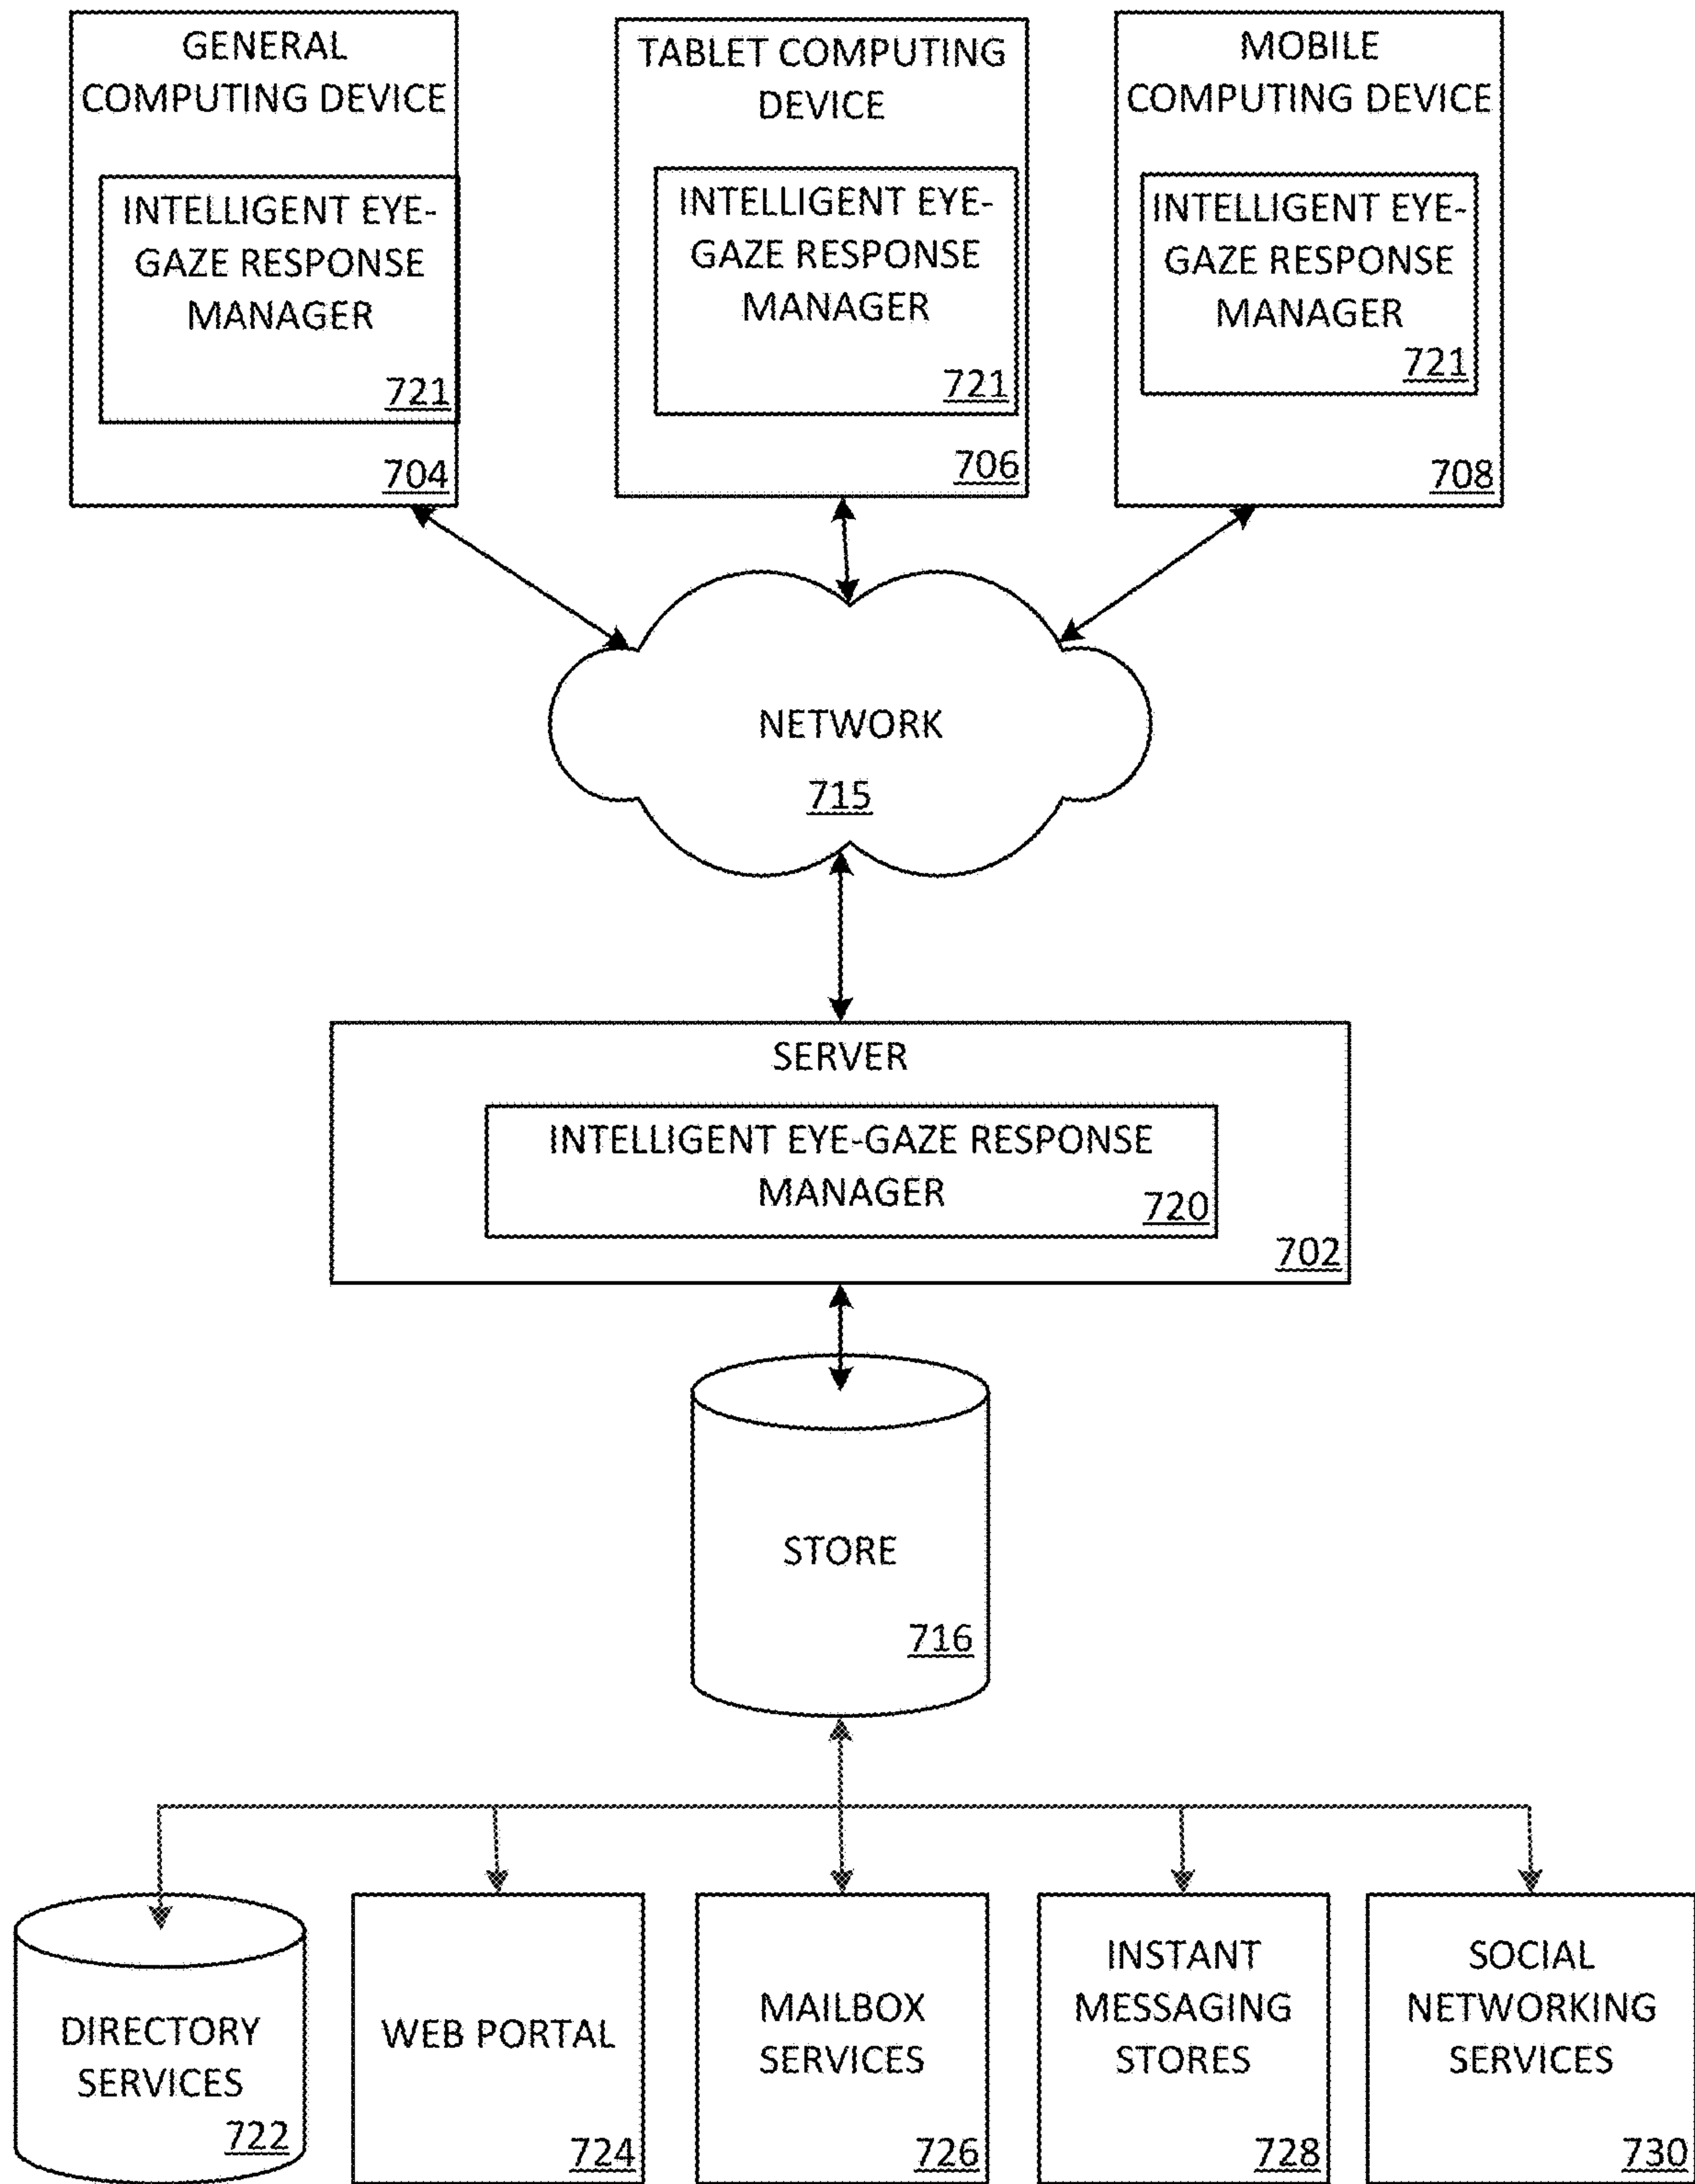 GENERAL
COMPUTING DEVICE
INTELLIGENT EYE-
GAZE RESPONSE
MANAGER
721
704
TABLET COMPUTING
DEVICE
INTELLIGENT EYE-
GAZE RESPONSE
MANAGER
721
706
MOBILE
COMPUTING DEVICE
INTELLIGENT EYE-
GAZE RESPONSE
MANAGER
721
708
NETWORK
715
SERVER
INTELLIGENT EYE-GAZE RESPONSE
MANAGER
720
702
STORE
716
DIRECTORY
SERVICES
722
WEB PORTAL
724
MAILBOX
SERVICES
726
INSTANT
MESSAGING
STORES
728
SOCIAL
NETWORKING
SERVICES
730